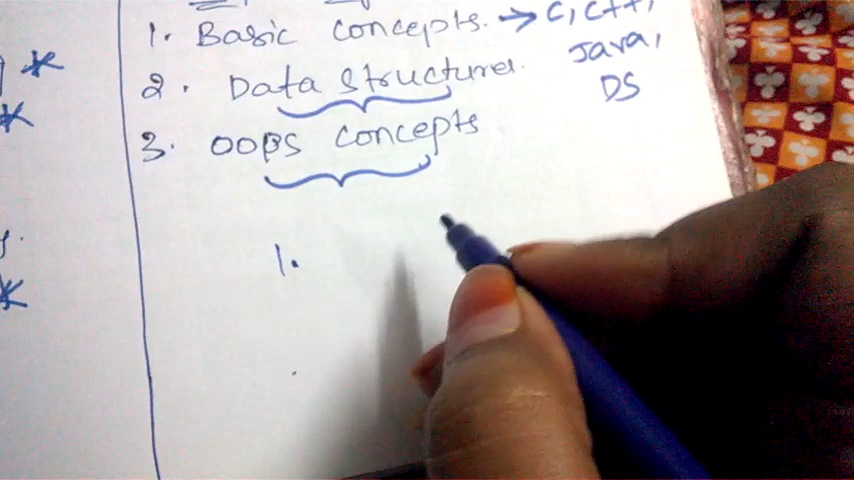 1. Basic concepts. → C, C++,
Java,
2. Data structures.
DS
3. OOPS concepts
1.